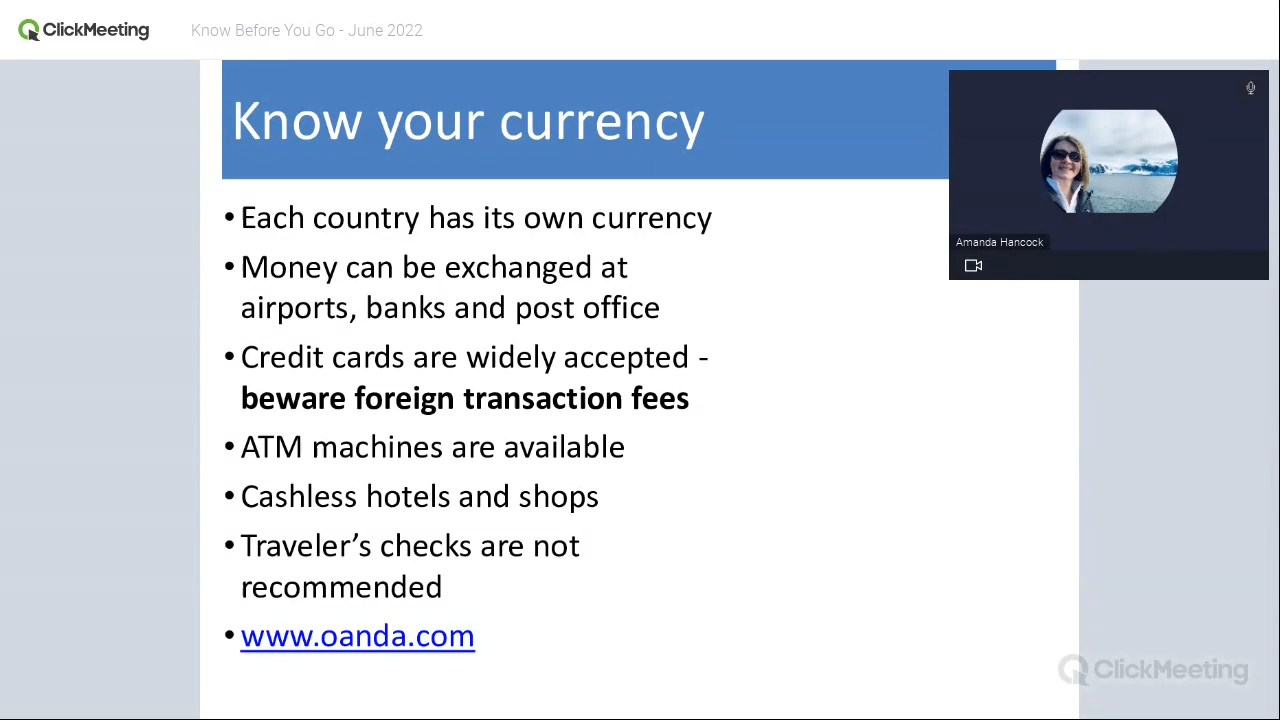 ClickMeeting
Know Before You Go - June 2022
Know your currency
• Each country has its own currency
• Money can be exchanged at
airports, banks and post office
• Credit cards are widely accepted -
beware foreign transaction fees
• ATM machines are available
• Cashless hotels and shops
• Traveler’s checks are not
recommended
• www.oanda.com
Amanda Hancock
ClickMeeting